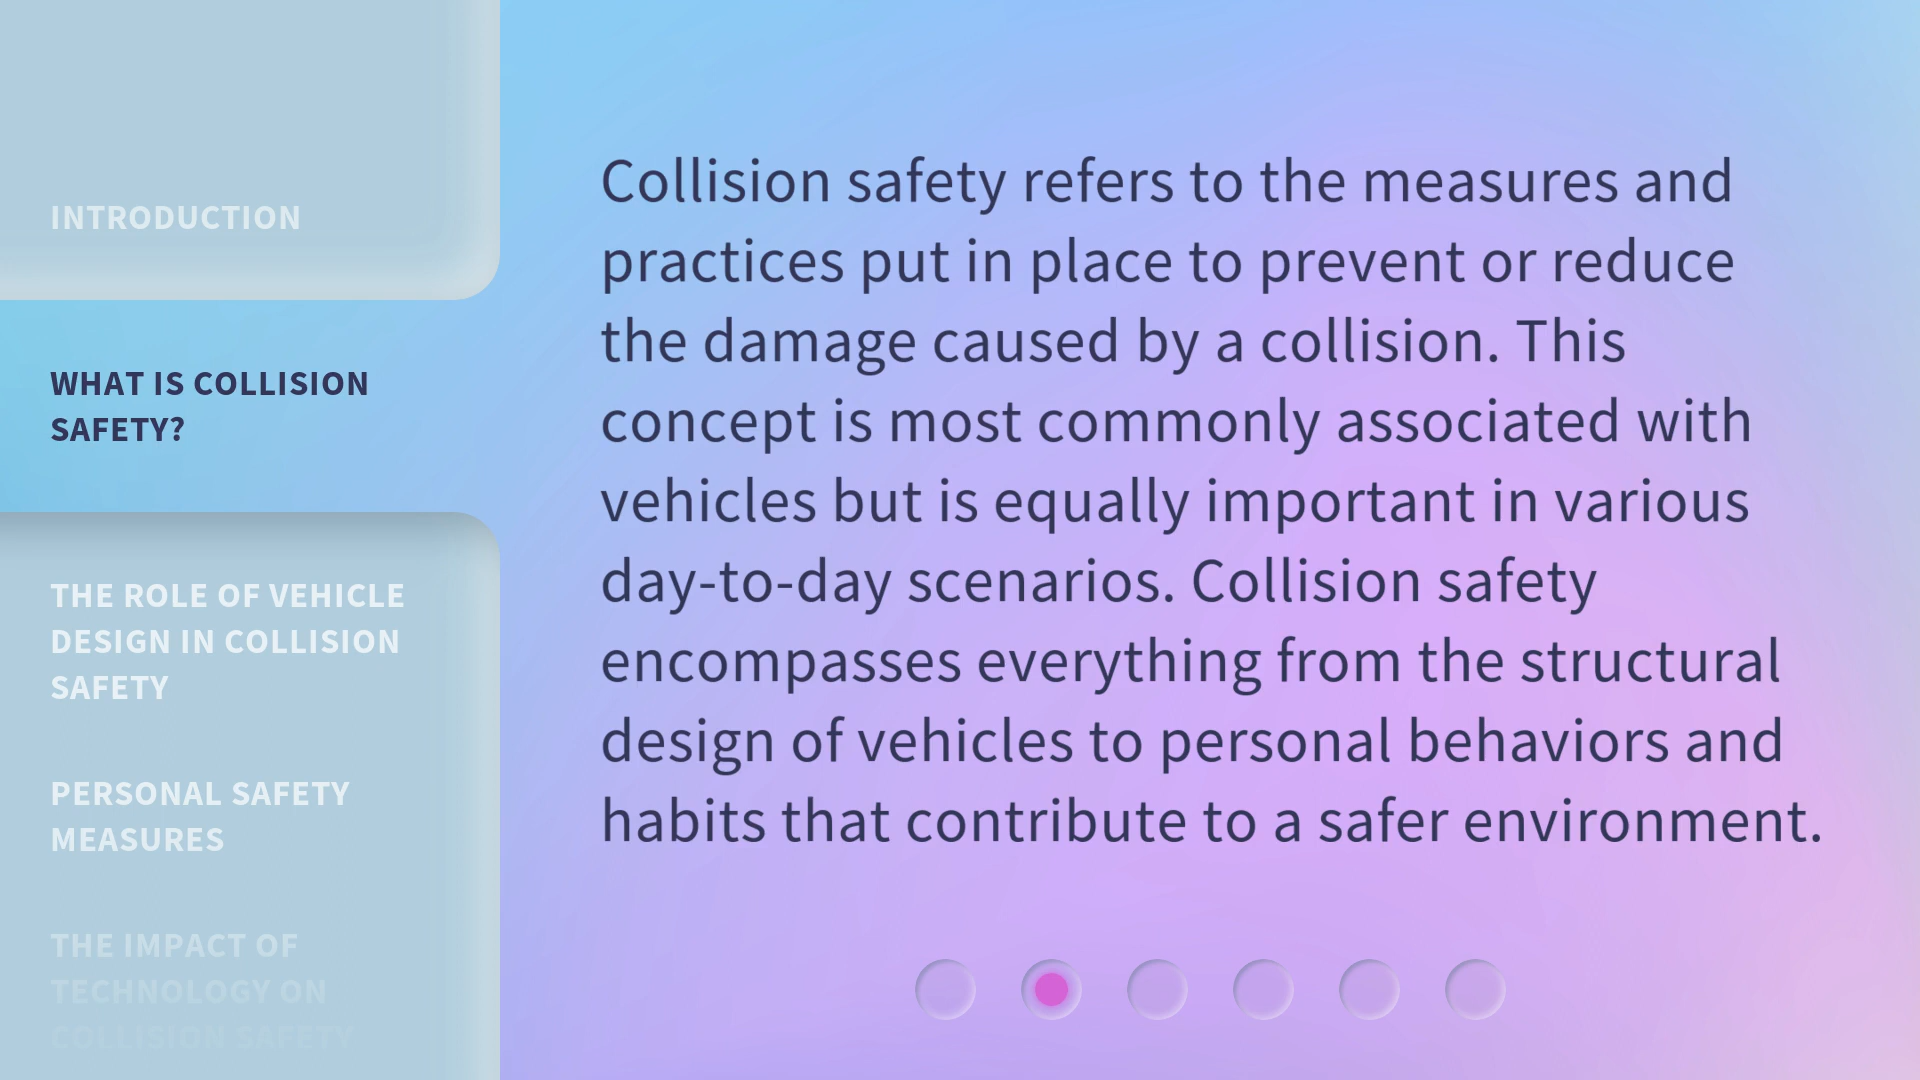 INTRODUCTION
WHAT IS COLLISION
SAFETY?
THE ROLE OF VEHICLE
DESIGN IN COLLISION
SAFETY
PERSONAL SAFETY
MEASURES
THE IMPACT OF
TECHNOLOGY ON
COLLISION SAFETY
Collision safety refers to the measures and
practices put in place to prevent or reduce
the damage caused by a collision. This
concept is most commonly associated with
vehicles but is equally important in various
day-to-day scenarios. Collision safety
encompasses everything from the structural
design of vehicles to personal behaviors and
habits that contribute to a safer environment.